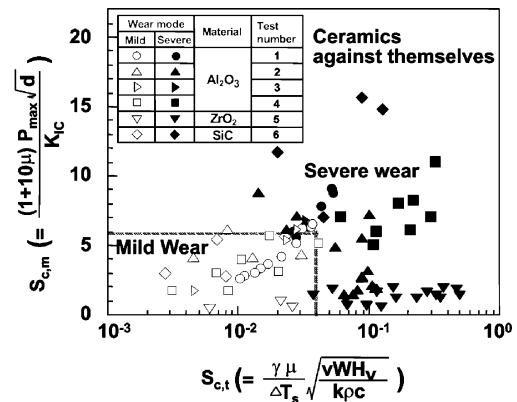 Ceramics
against themselves
Wear mode Material Test number
Mild Severe
Al2O3 1
2
3
4
ZrO2 5
SiC 6
Severe wear
Mild Wear
20
15
10
5
0
10-3 10-2 10-1 100
Sc,m (= (1+10μ) Pmax√d / KIC )
Sc,t (= γ μ / ΔTs √ vWHv / kρc )